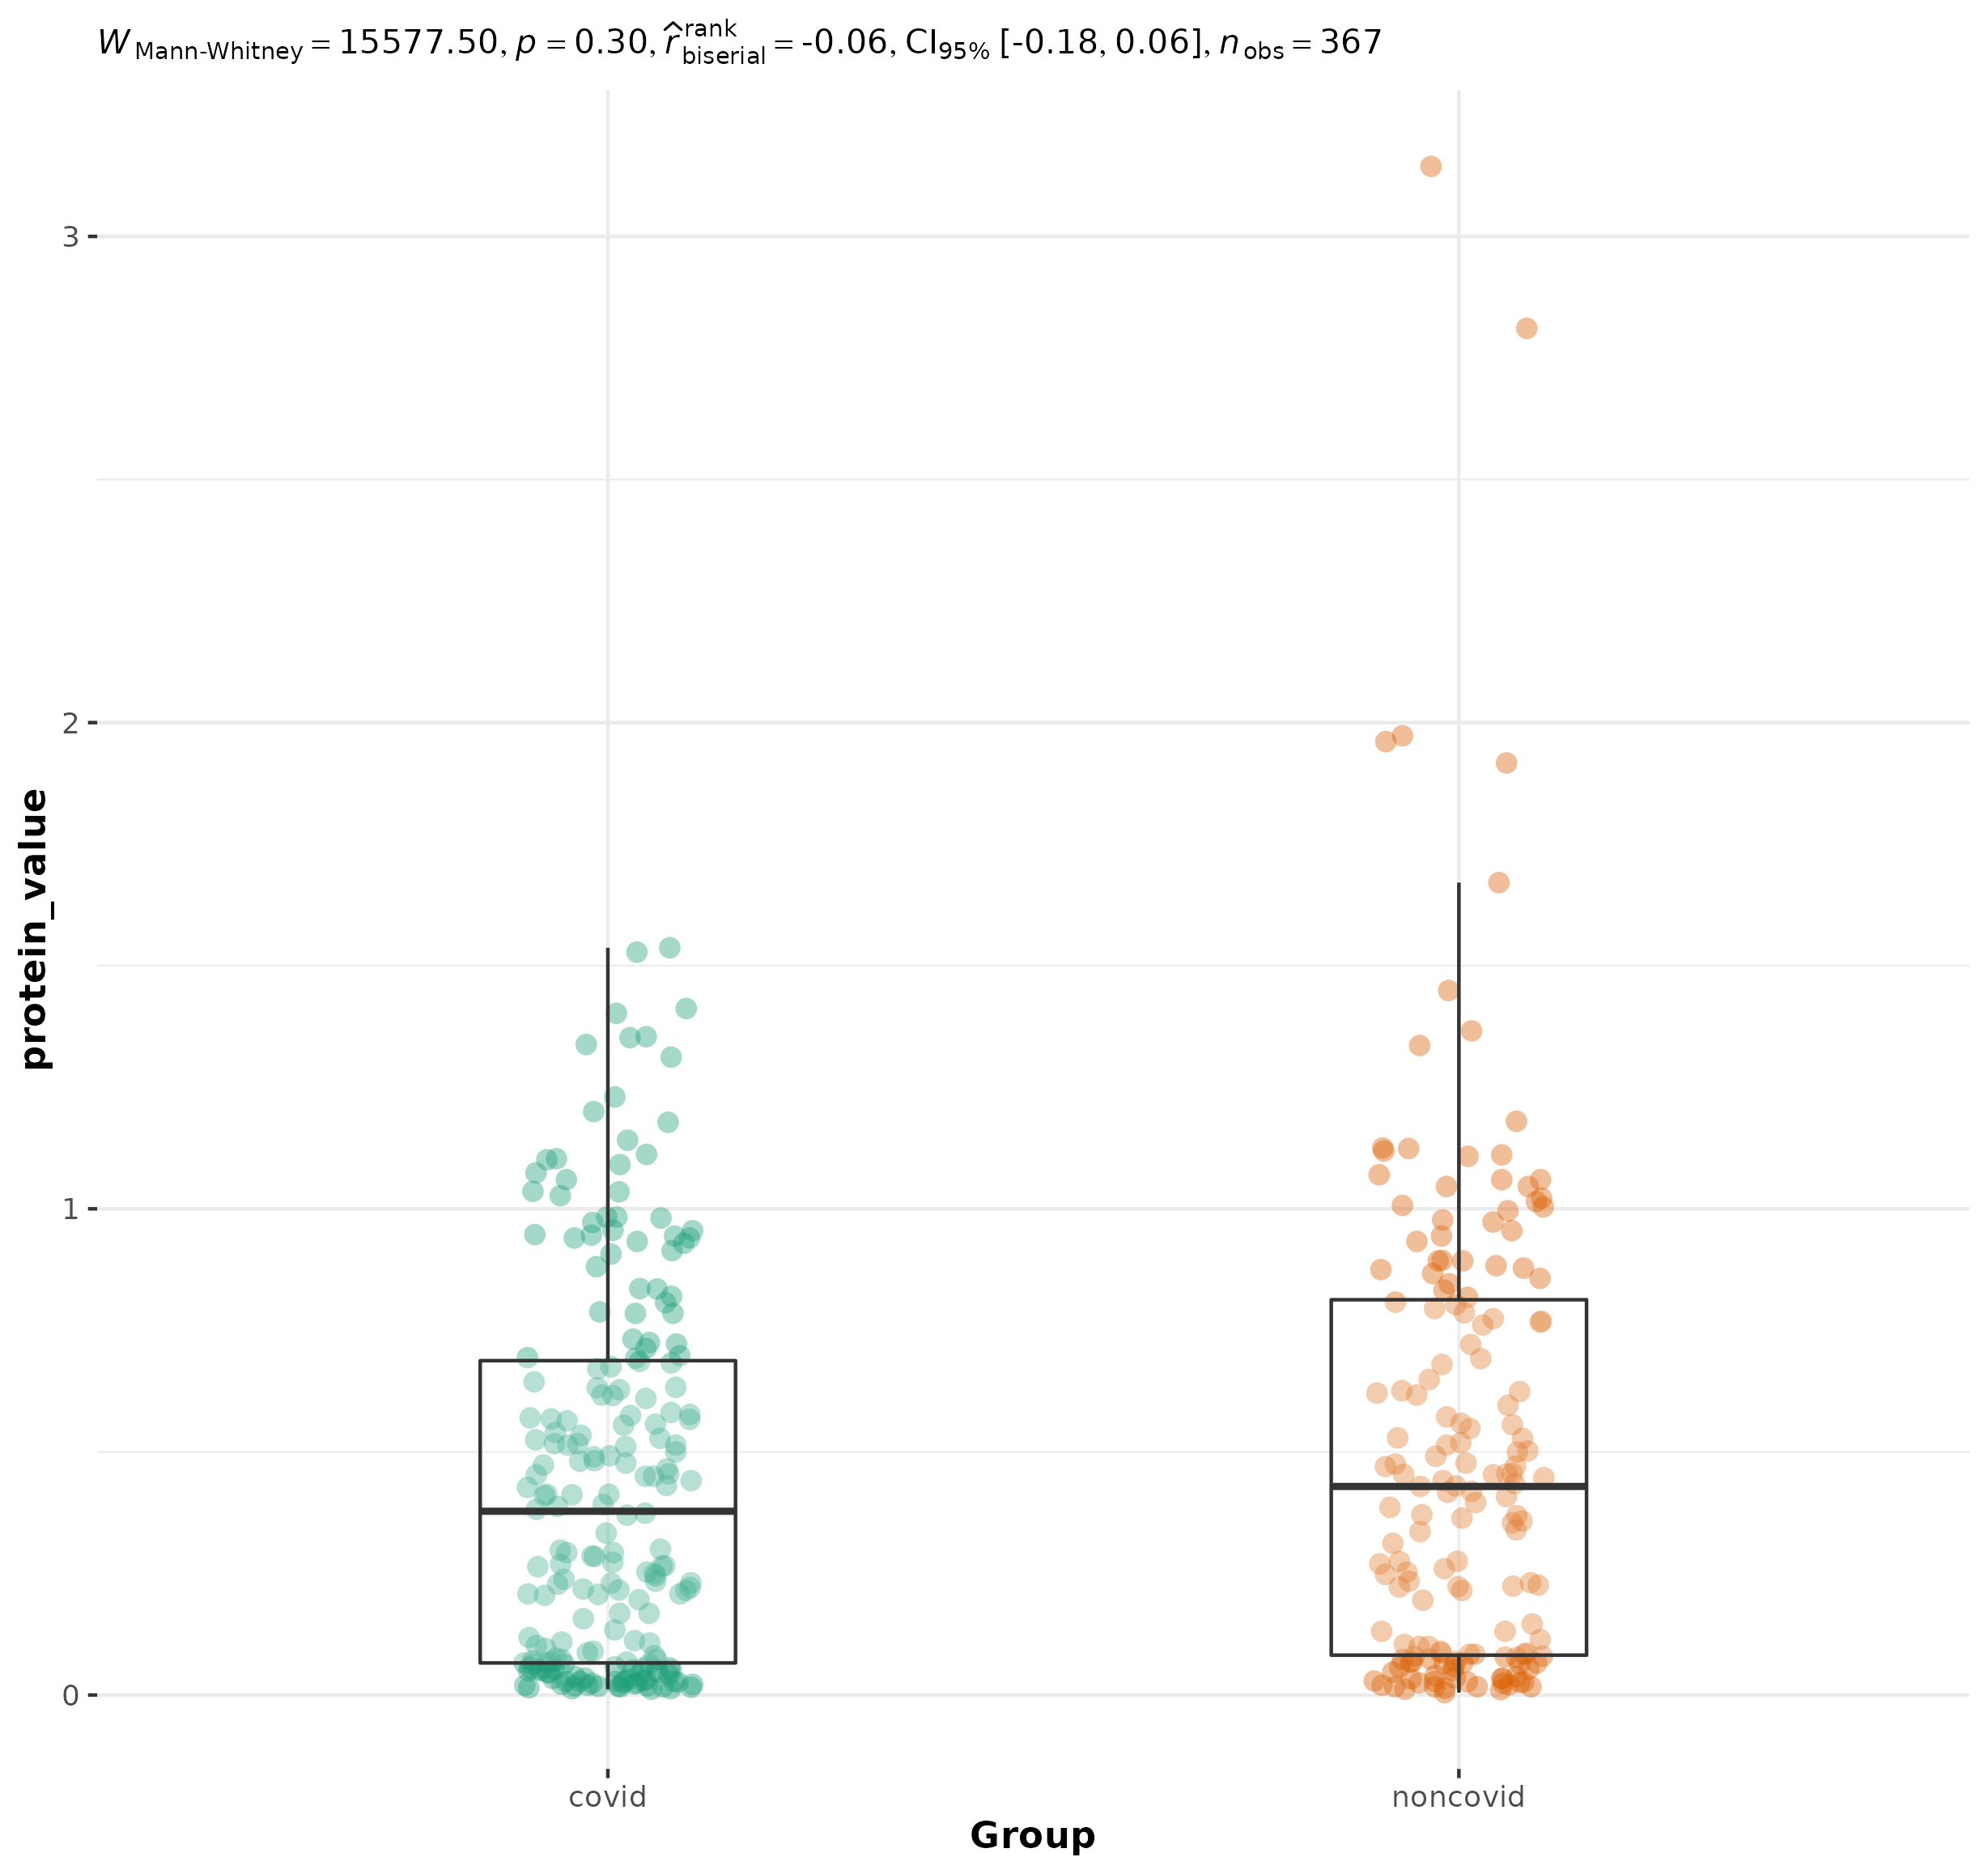 W Mann-Whitney = 15577.50, p = 0.30, r̂ rank biserial = -0.06, CI95% [-0.18, 0.06], n obs = 367
3
2
1
0
protein_value
covid noncovid
Group